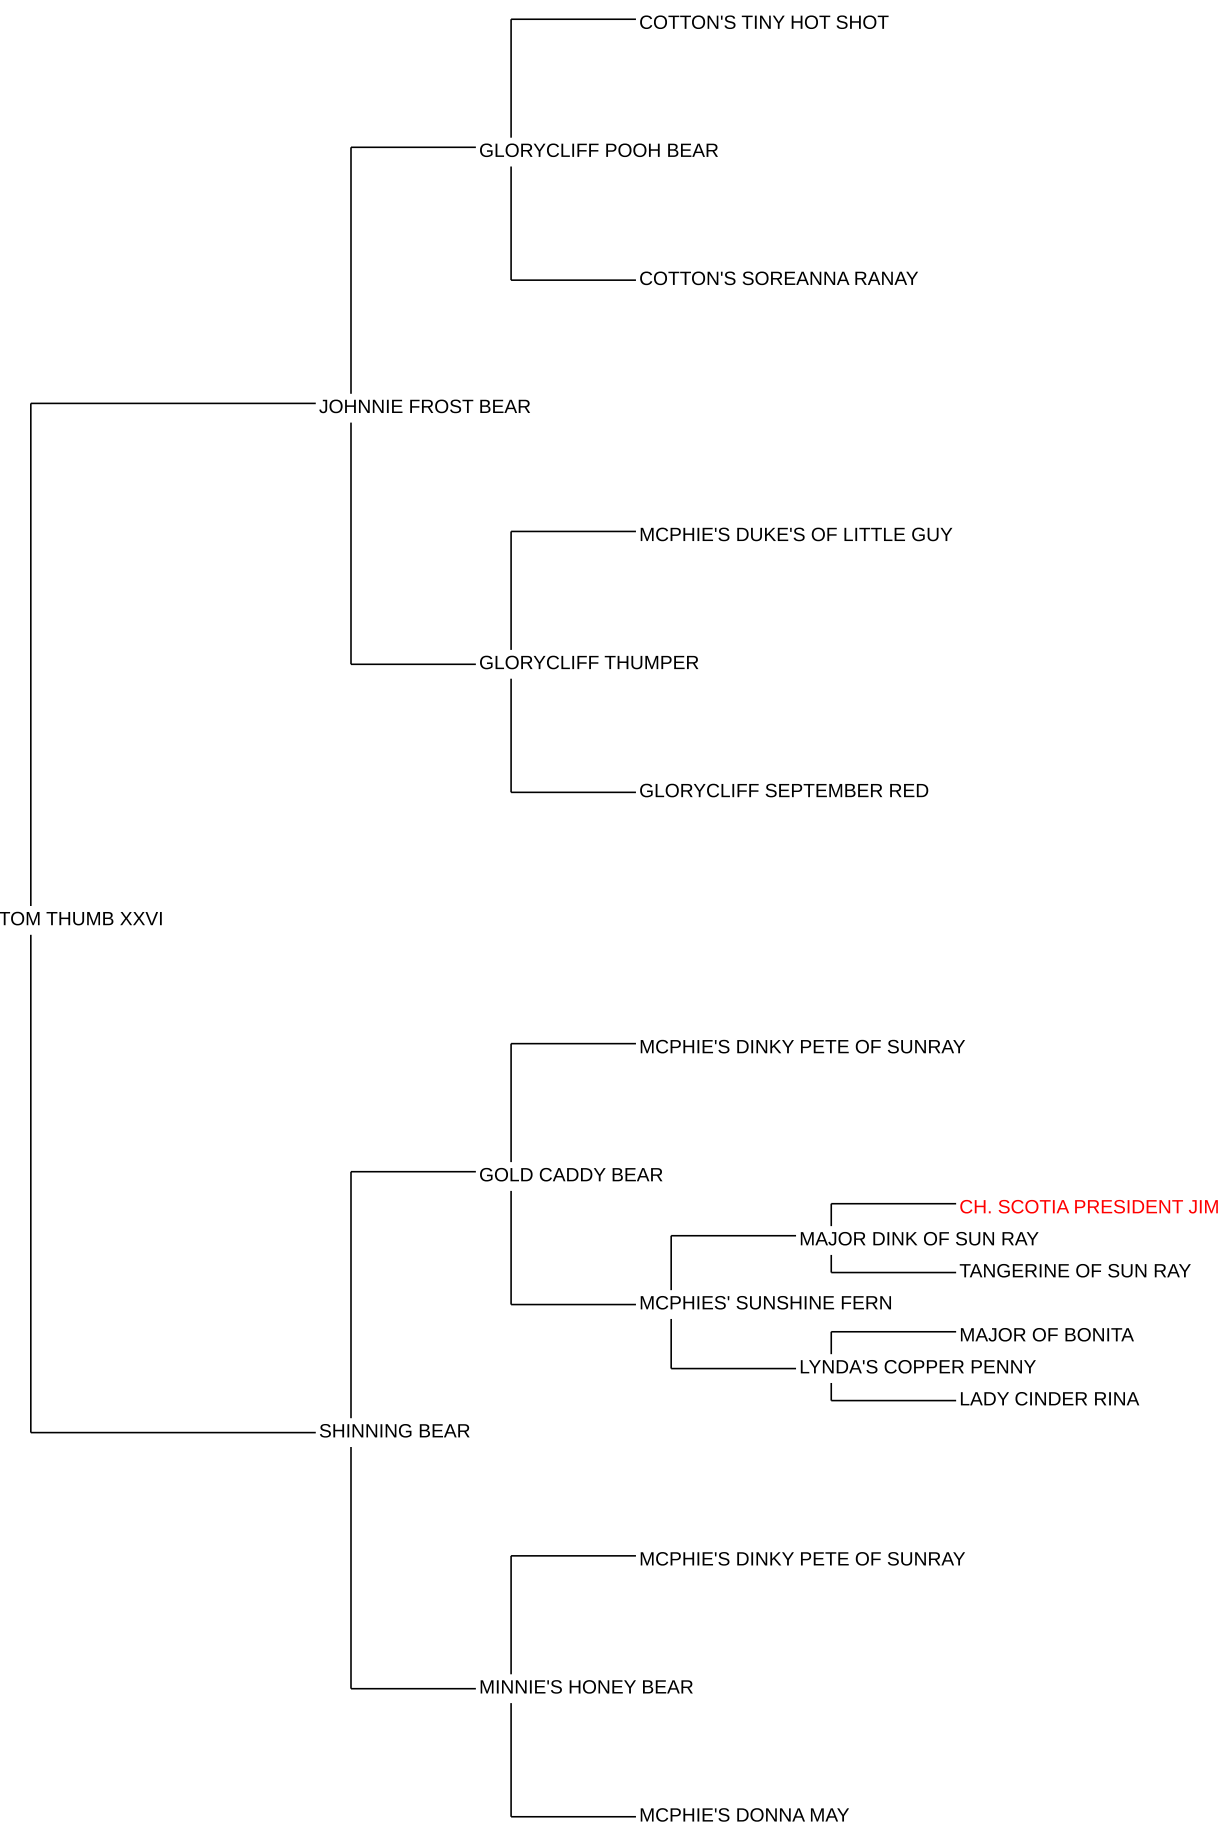 COTTON'S TINY HOT SHOT
GLORYCLIFF POOH BEAR
COTTON'S SOREANNA RANAY
JOHNNIE FROST BEAR
MCPHIE'S DUKE'S OF LITTLE GUY
GLORYCLIFF THUMPER
GLORYCLIFF SEPTEMBER RED
TOM THUMB XXVI
MCPHIE'S DINKY PETE OF SUNRAY
GOLD CADDY BEAR
CH. SCOTIA PRESIDENT JIM
MAJOR DINK OF SUN RAY
TANGERINE OF SUN RAY
MCPHIES' SUNSHINE FERN
MAJOR OF BONITA
LYNDA'S COPPER PENNY
LADY CINDER RINA
SHINNING BEAR
MCPHIE'S DINKY PETE OF SUNRAY
MINNIE'S HONEY BEAR
MCPHIE'S DONNA MAY